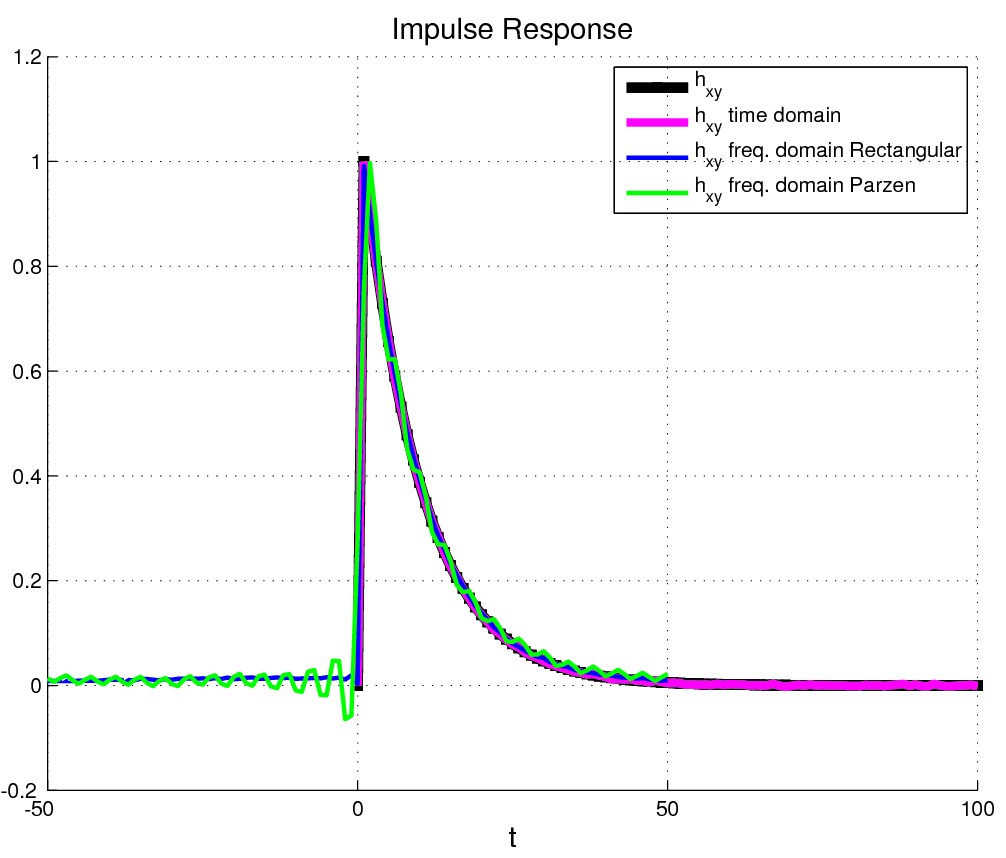 Impulse Response
1.2
1
0.8
0.6
0.4
0.2
0
-0.2
-50
0
50
100
t
h_xy
h_xy time domain
h_xy freq. domain Rectangular
h_xy freq. domain Parzen